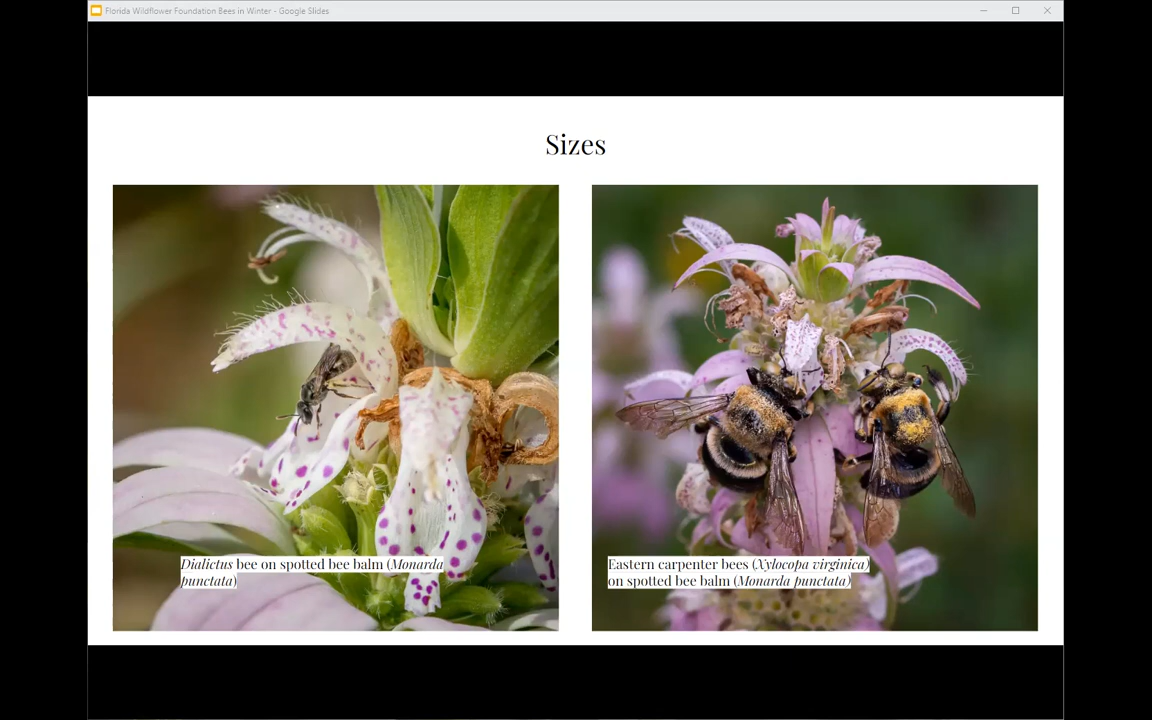 Florida Wildflower Foundation Bees in Winter - Google Slides
Sizes
Dialictus bee on spotted bee balm (Monarda
punctata)
Eastern carpenter bees (Xylocopa virginica)
on spotted bee balm (Monarda punctata)